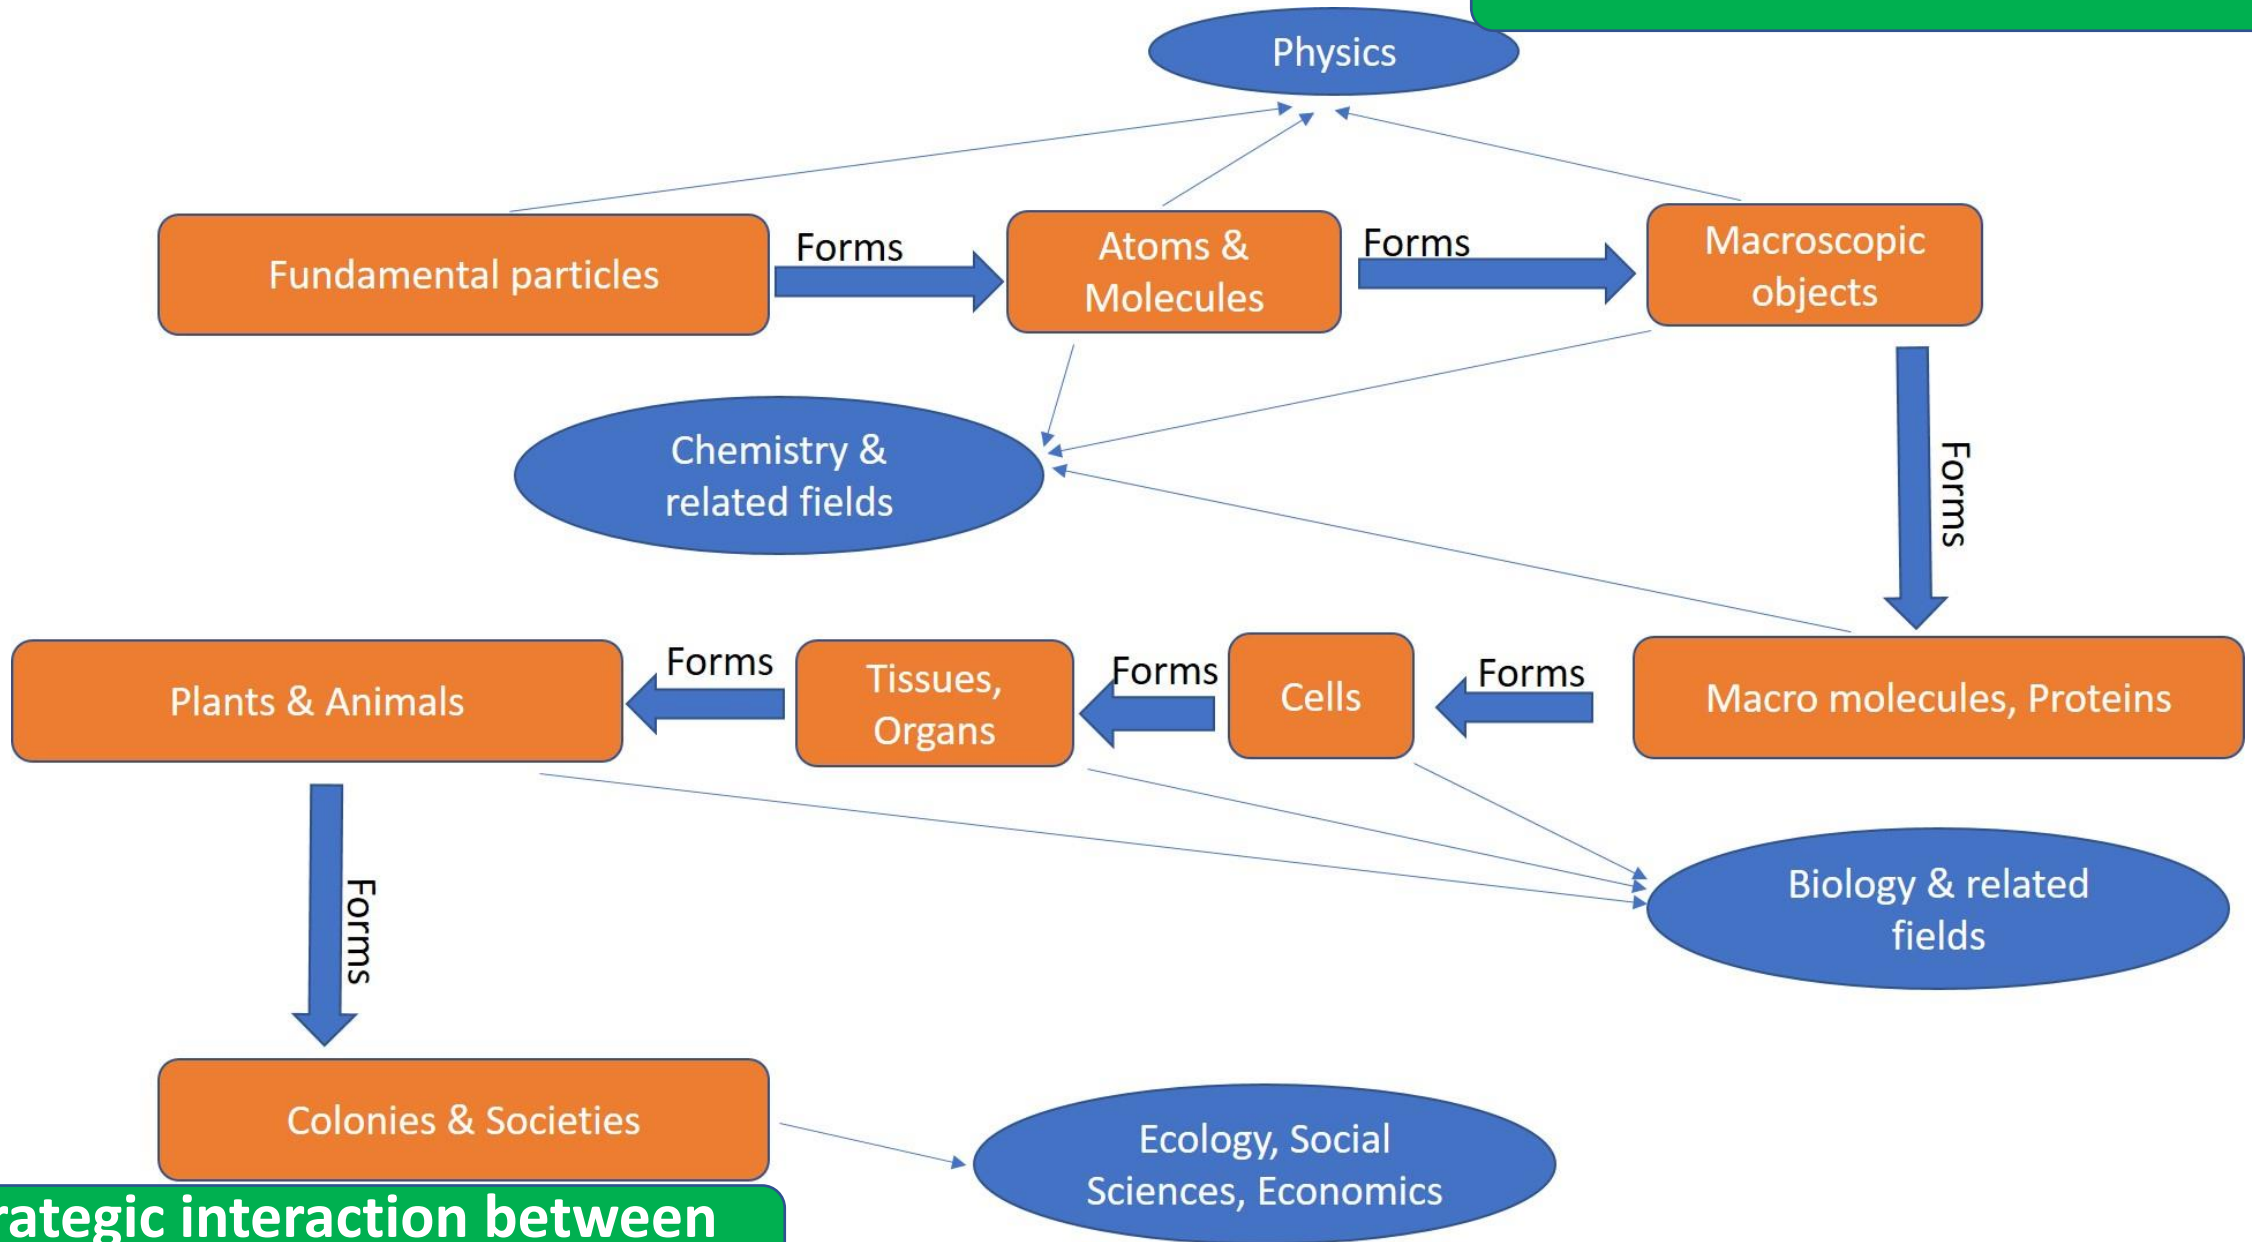 Physics
Fundamental particles
Forms
Atoms &
Molecules
Forms
Macroscopic
objects
Chemistry &
related fields
Forms
Plants & Animals
Forms
Tissues,
Organs
Forms
Cells
Forms
Macro molecules, Proteins
Biology & related
fields
Forms
Colonies & Societies
Ecology, Social
Sciences, Economics
interaction between